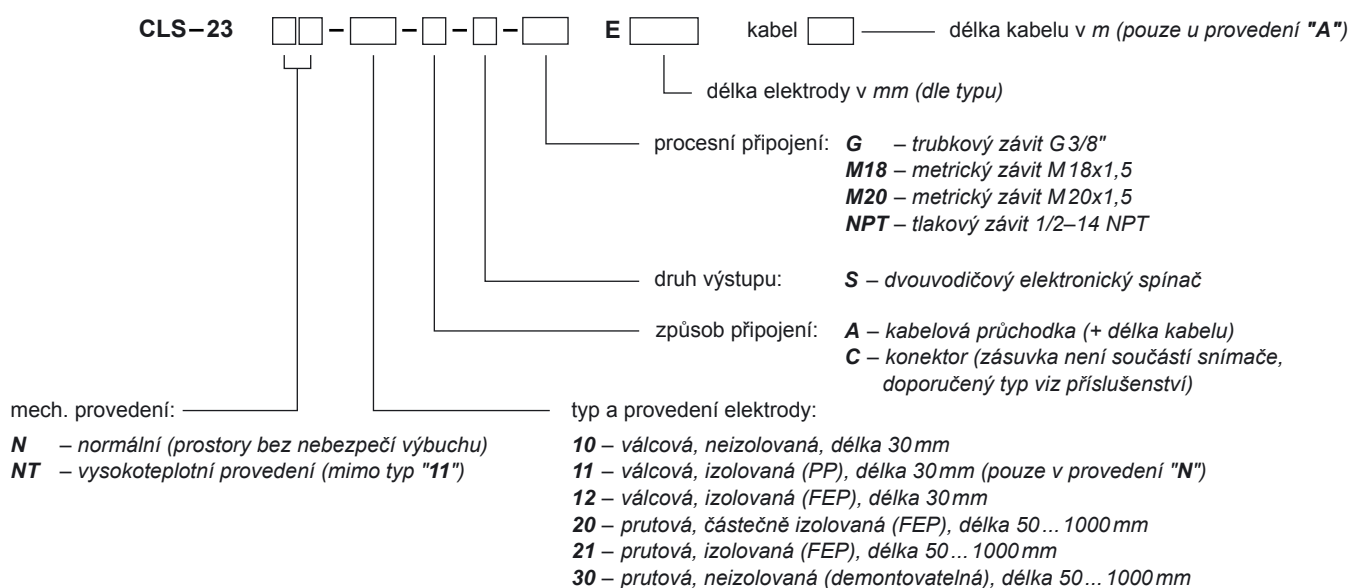 CLS–23 – – – – E kabel délka kabelu v m (pouze u provedení "A")
délka elektrody v mm (dle typu)
procesní připojení: G – trubkový závit G 3/8"
M18 – metrický závit M 18x1,5
M20 – metrický závit M 20x1,5
NPT – tlakový závit 1/2–14 NPT
druh výstupu: S – dvouvodičový elektronický spínač
způsob připojení: A – kabelová průchodka (+ délka kabelu)
C – konektor (zásuvka není součástí snímače,
doporučený typ viz příslušenství)
mech. provedení:
N – normální (prostory bez nebezpečí výbuchu)
NT – vysokoteplotní provedení (mimo typ "11")
typ a provedení elektrody:
10 – válcová, neizolovaná, délka 30 mm
11 – válcová, izolovaná (PP), délka 30 mm (pouze v provedení "N")
12 – válcová, izolovaná (FEP), délka 30 mm
20 – prutová, částečně izolovaná (FEP), délka 50 ... 1000 mm
21 – prutová, izolovaná (FEP), délka 50 ... 1000 mm
30 – prutová, neizolovaná (demontovatelná), délka 50 ... 1000 mm